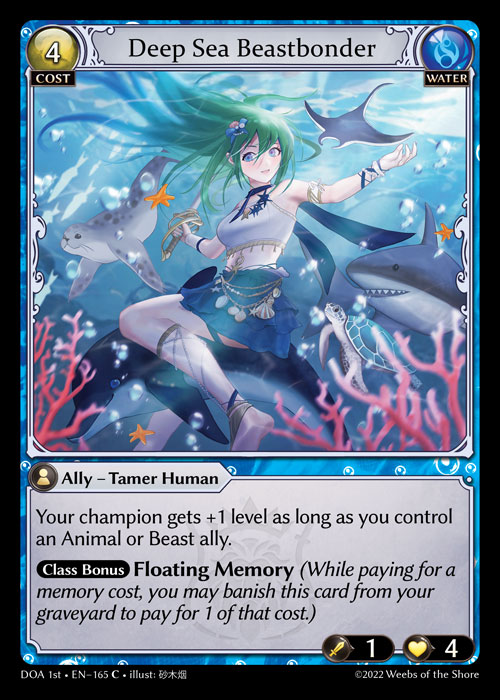 4
Deep Sea Beastbonder
COST
WATER
Ally – Tamer Human
Your champion gets +1 level as long as you control
an Animal or Beast ally.
Class Bonus Floating Memory (While paying for a
memory cost, you may banish this card from your
graveyard to pay for 1 of that cost.)
1
4
DOA 1st • EN–165 C • illust: 砂木烟
©2022 Weebs of the Shore